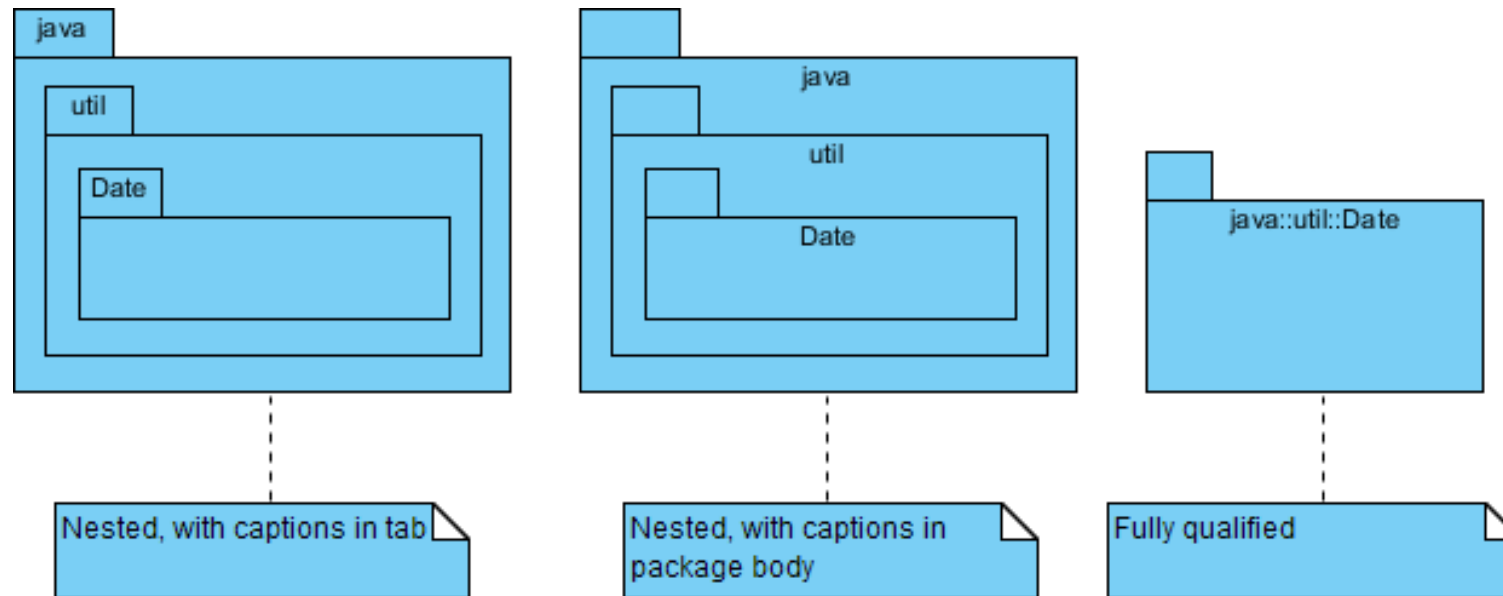 java
util
Date
java
util
Date
java::util::Date
Nested, with captions in tab
Nested, with captions in
package body
Fully qualified